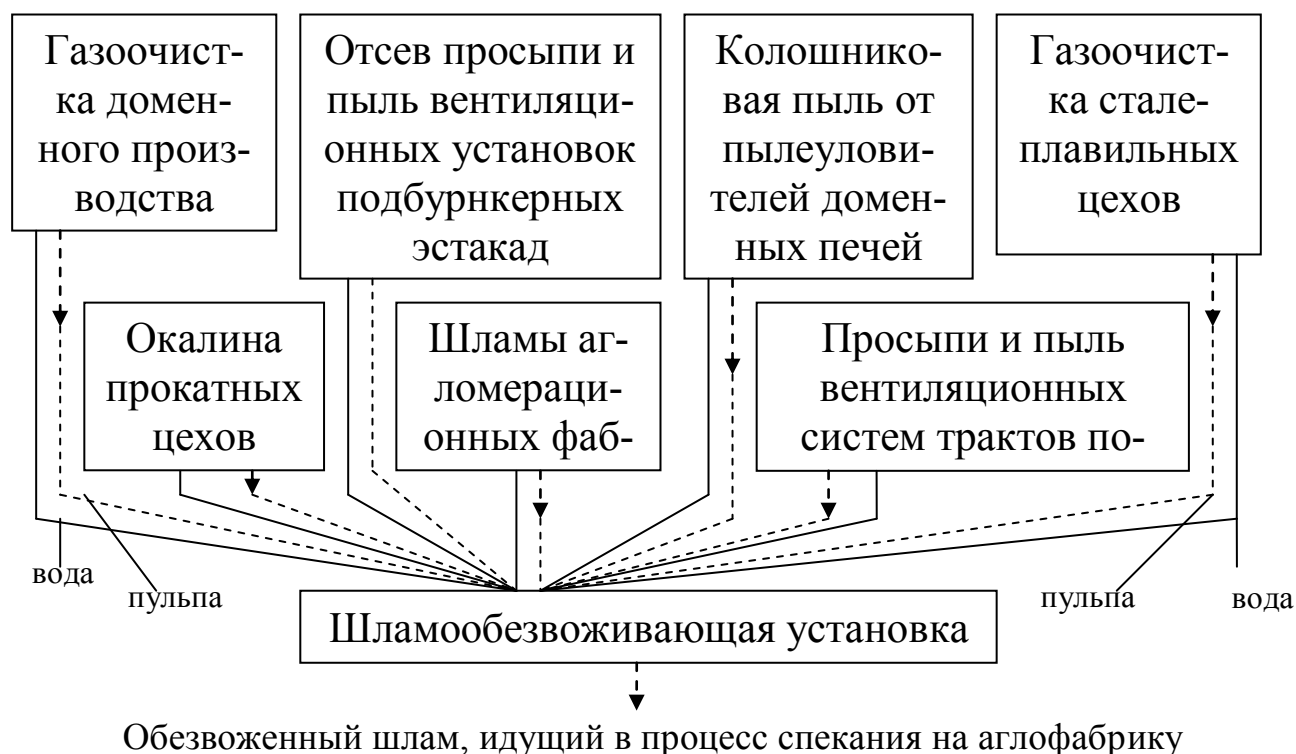 Газоочист-
ка домен-
ного произ-
водства
Отсев просыпи и
пыль вентиляци-
онных установок
подбурнкерных
эстакад
Колошнико-
вая пыль от
пылеулови-
телей домен-
ных печей
Газоочист-
ка стале-
плавильных
цехов
Окалина
прокатных
цехов
Шламы аг-
ломераци-
онных фаб-
Просыпи и пыль
вентиляционных
систем трактов по-
вода
пульпа
пульпа
вода
Шламообезвоживающая установка
Обезвоженный шлам, идущий в процесс спекания на аглофабрику